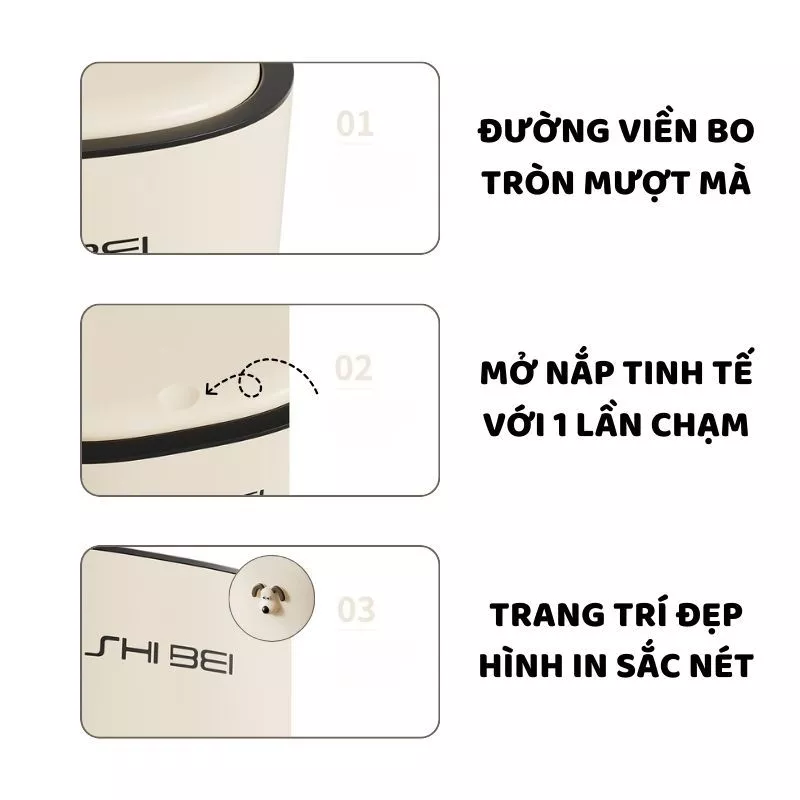 01
ĐƯỜNG VIỀN BO
TRÒN MƯỢT MÀ
BEI
02
MỞ NẮP TINH TẾ
VỚI 1 LẦN CHẠM
03
TRANG TRÍ ĐẸP
HÌNH IN SẮC NÉT
SHI BEI